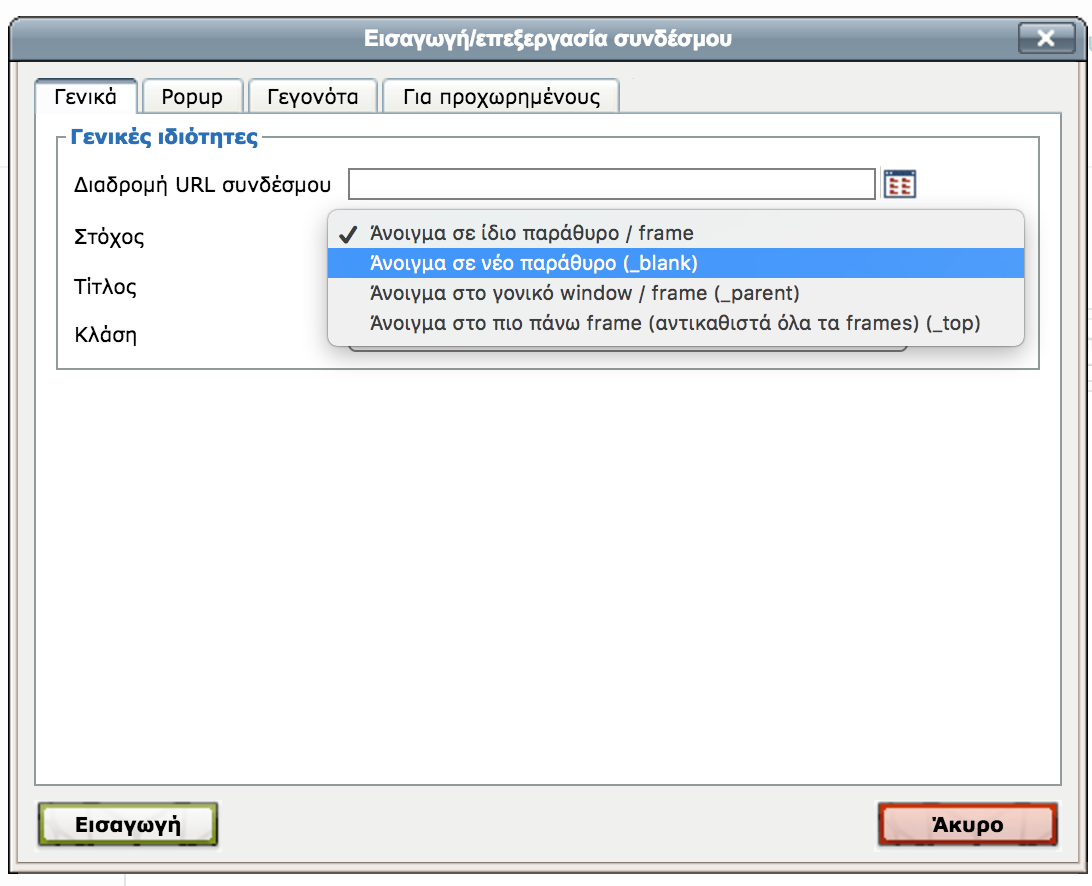 Εισαγωγή/επεξεργασία συνδέσμου
Γενικά Popup Γεγονότα Για προχωρημένους
Γενικές ιδιότητες
Διαδρομή URL συνδέσμου
Στόχος
✓ Άνοιγμα σε ίδιο παράθυρο / frame
Άνοιγμα σε νέο παράθυρο (_blank)
Τίτλος
Άνοιγμα στο γονικό window / frame (_parent)
Άνοιγμα στο πιο πάνω frame (αντικαθιστά όλα τα frames) (_top)
Κλάση
Εισαγωγή Άκυρο